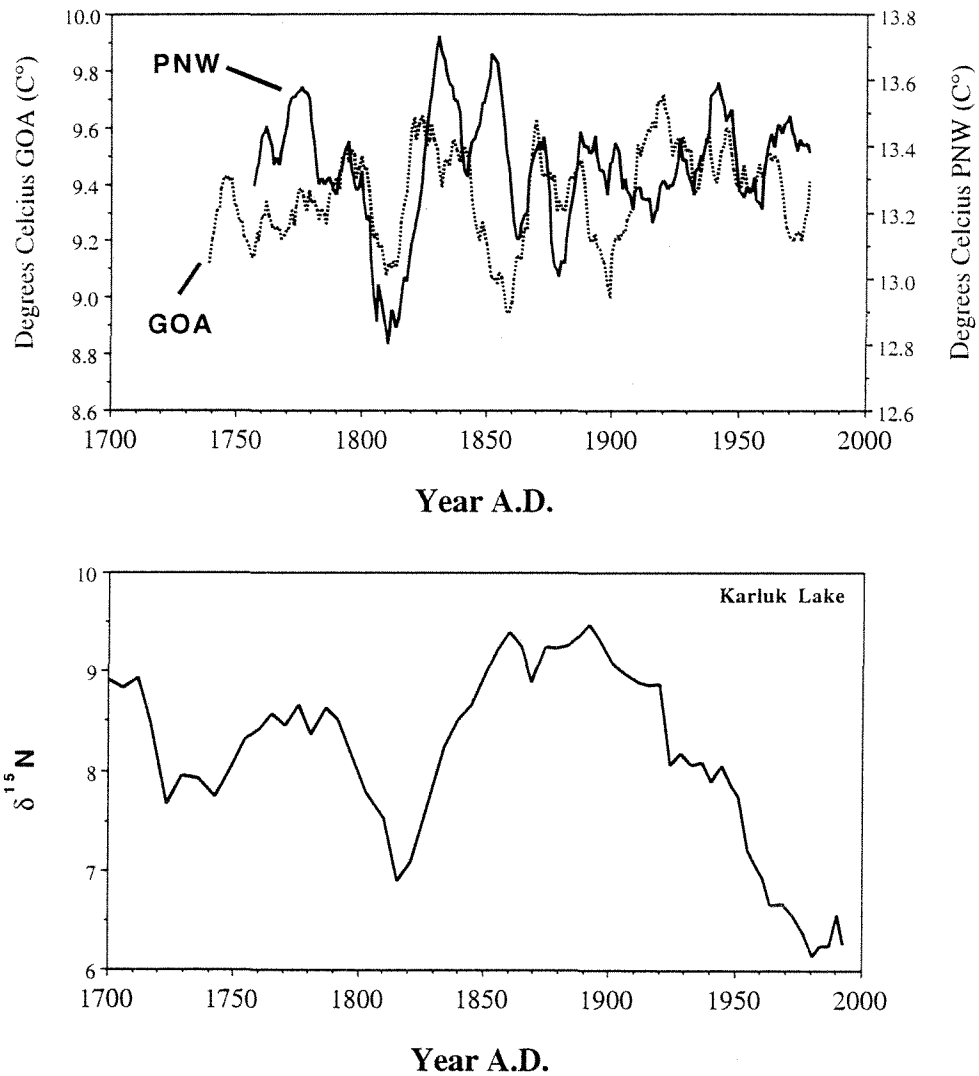 Degrees Celcius GOA (C°)
10.0
9.8
9.6
9.4
9.2
9.0
8.8
8.6
PNW
GOA
13.8
13.6
13.4
13.2
13.0
12.8
12.6
Degrees Celcius PNW (C°)
1700 1750 1800 1850 1900 1950 2000
Year A.D.
Karluk Lake
δ¹⁵N
10
9
8
7
6
1700 1750 1800 1850 1900 1950 2000
Year A.D.